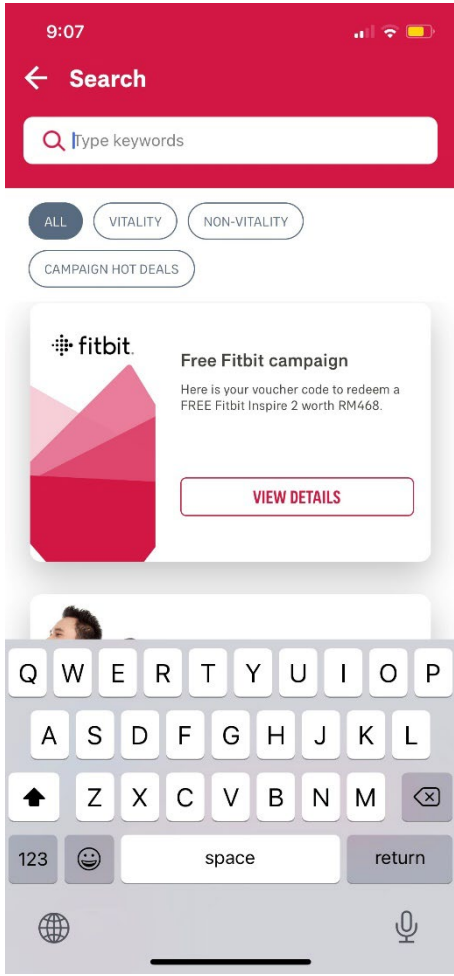 9:07
Search
Type keywords
ALL
VITALITY
NON-VITALITY
CAMPAIGN HOT DEALS
fitbit.
Free Fitbit campaign
Here is your voucher code to redeem a
FREE Fitbit Inspire 2 worth RM468.
VIEW DETAILS
Q W E R T Y U I O P
A S D F G H J K L
Z X C V B N M
123 space return